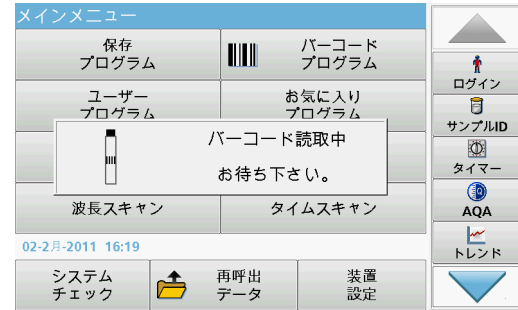 メインメニュー
保存
プログラム
バーコード
プログラム
ユーザー
プログラム
お気に入り
プログラム
バーコード読取中
お待ち下さい。
波長スキャン
タイムスキャン
02-2月-2011 16:19
システム
チェック
再呼出
データ
装置
設定
ログイン
サンプルID
タイマー
AQA
トレンド